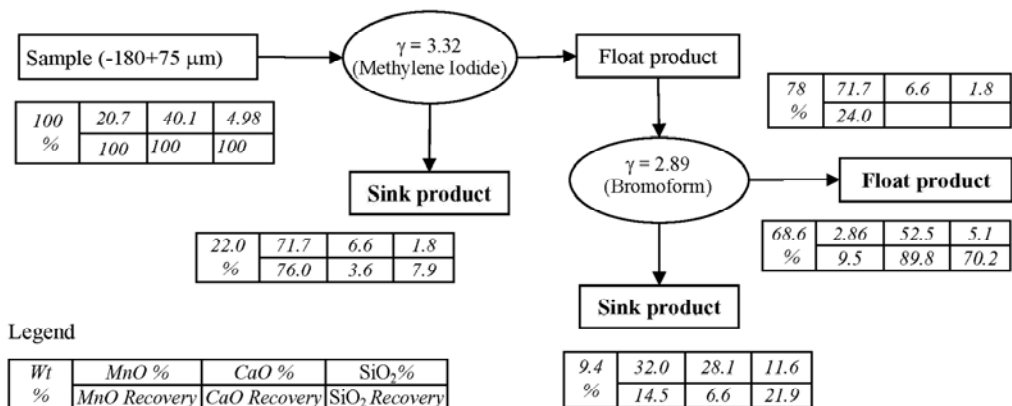 Sample (-180+75 μm)
γ = 3.32
(Methylene Iodide)
Float product
100
%
20.7 40.1 4.98
100 100 100
78
%
71.7 6.6 1.8
24.0
Sink product
γ = 2.89
(Bromoform)
Float product
22.0
%
71.7 6.6 1.8
76.0 3.6 7.9
68.6
%
2.86 52.5 5.1
9.5 89.8 70.2
Sink product
9.4
%
32.0 28.1 11.6
14.5 6.6 21.9
Legend
Wt
%
MnO % CaO % SiO₂%
MnO Recovery CaO Recovery SiO₂ Recovery